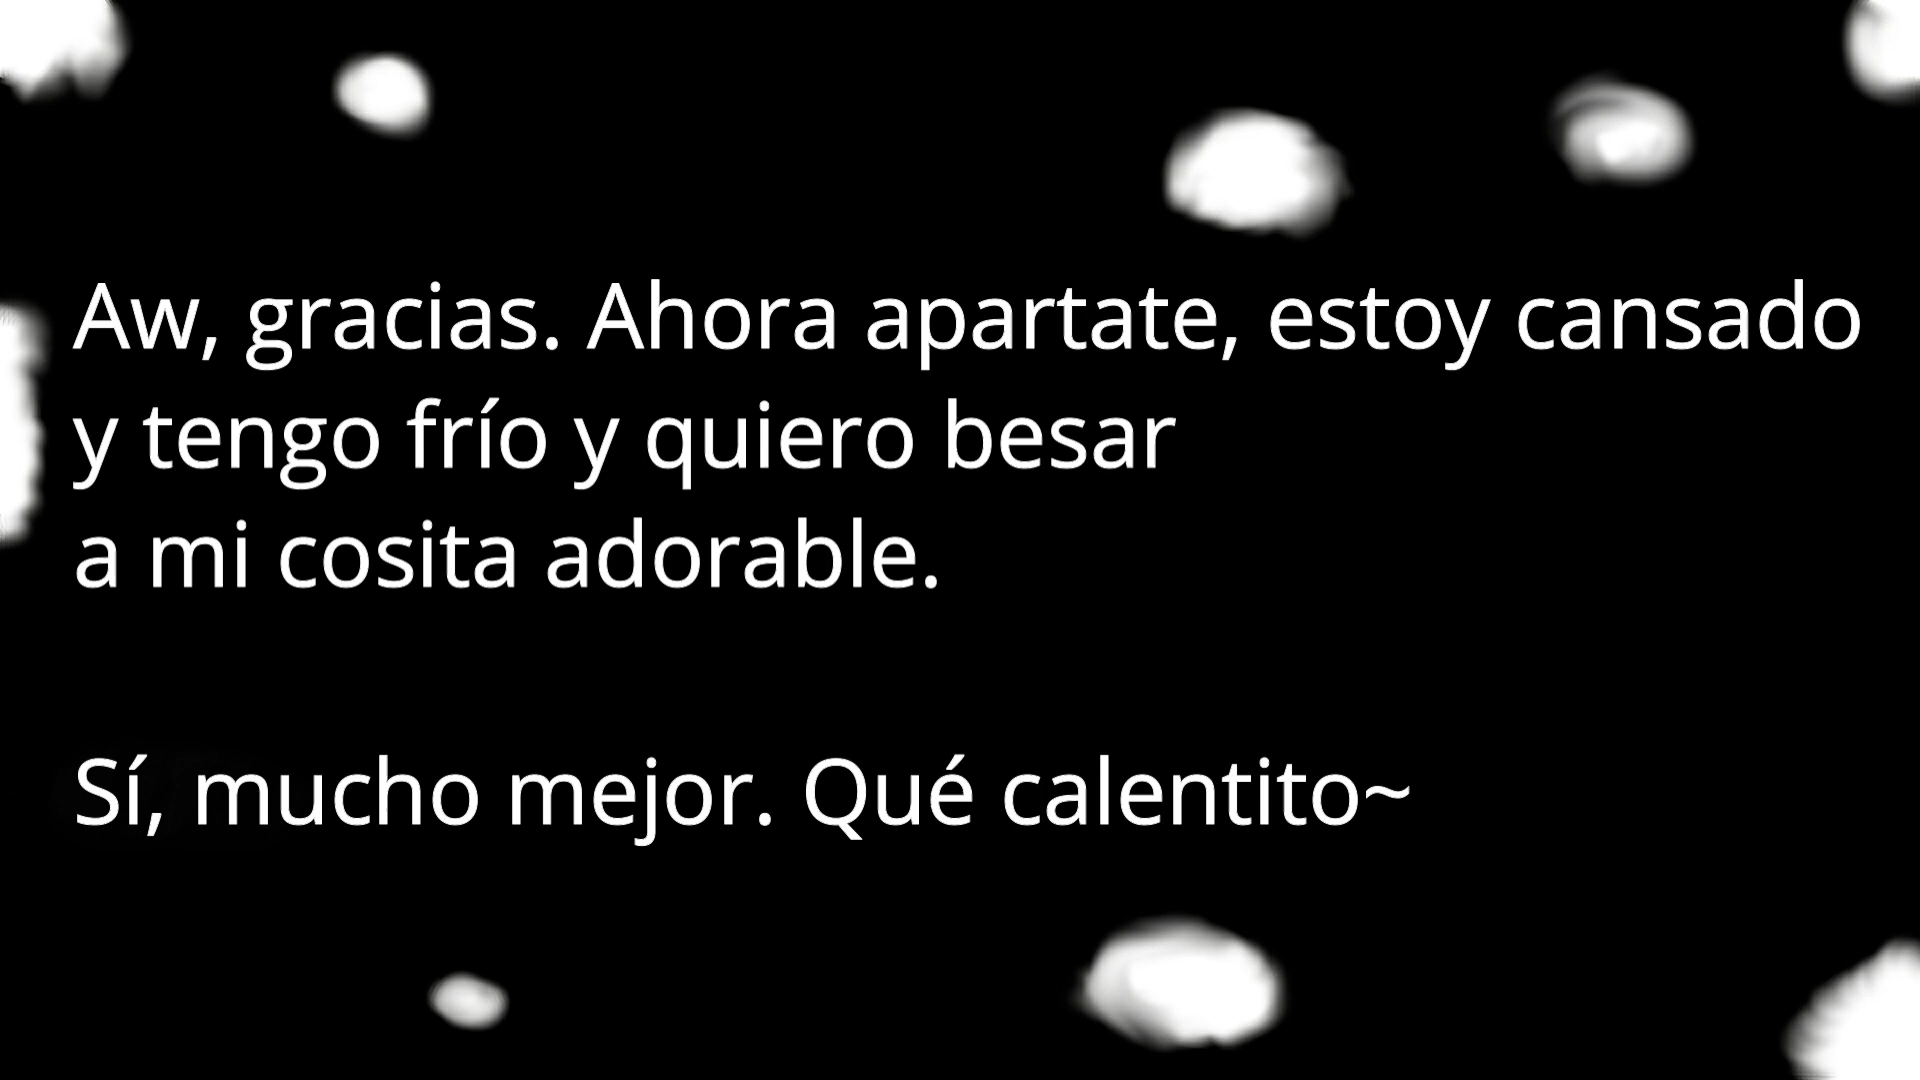 Aw, gracias. Ahora apartate, estoy cansado
y tengo frío y quiero besar
a mi cosita adorable.
Sí, mucho mejor. Qué calentito~